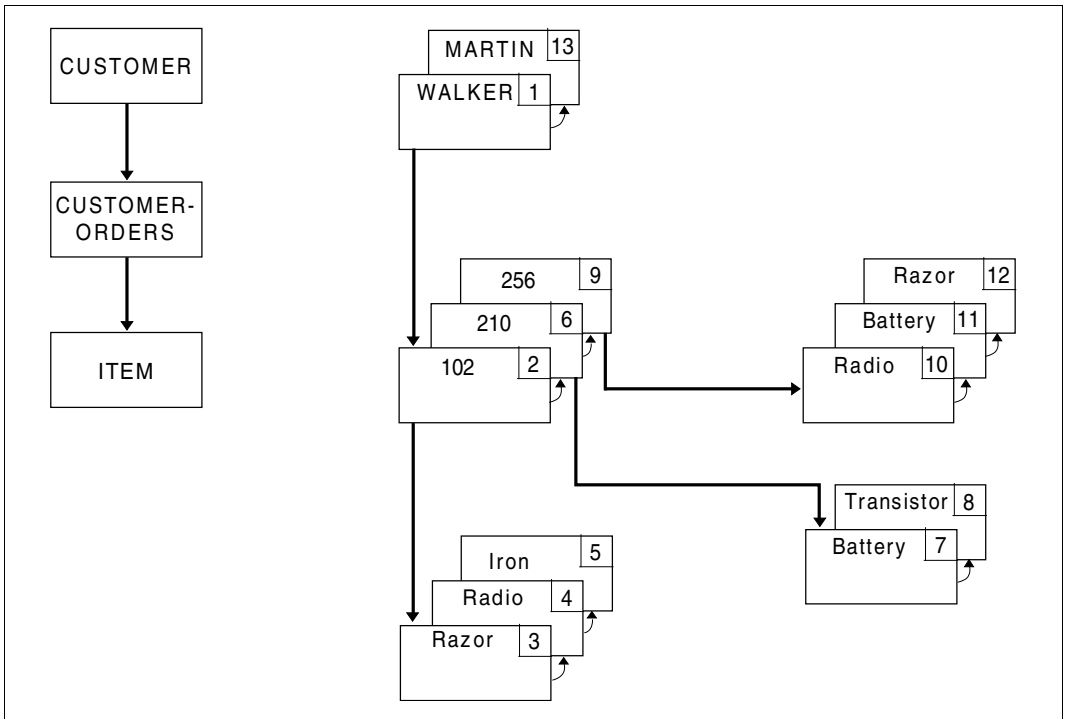 CUSTOMER
CUSTOMER-
ORDERS
ITEM
MARTIN 13
WALKER 1
256 9
210 6
102 2
Razor 12
Battery 11
Radio 10
Transistor 8
Battery 7
Iron 5
Radio 4
Razor 3